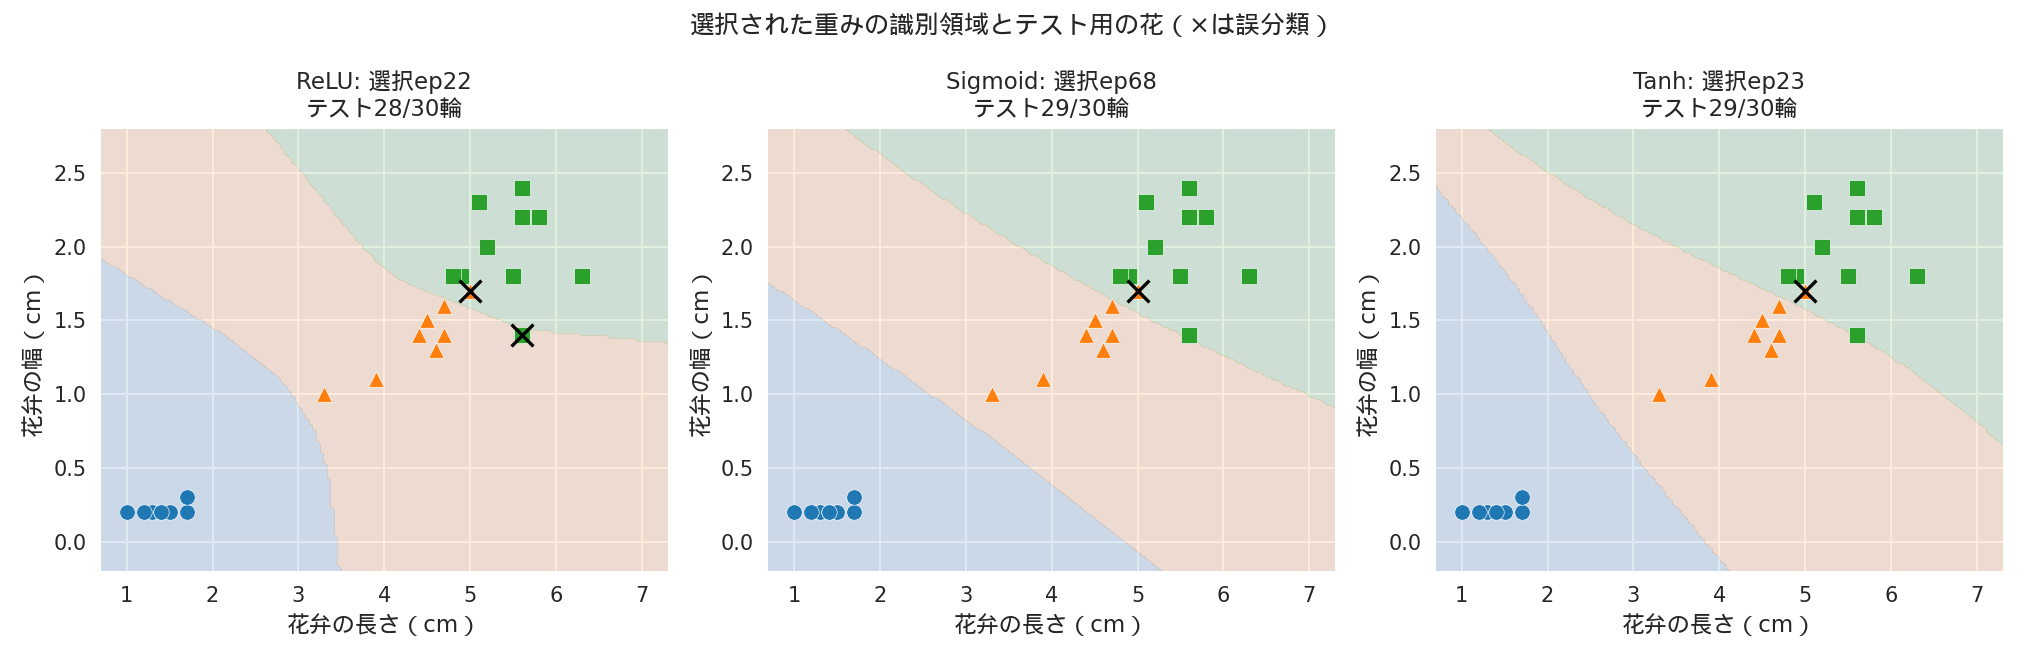 選択された重みの識別領域とテスト用の花（×は誤分類）
ReLU: 選択ep22
テスト28/30輪
2.5
2.0
1.5
1.0
0.5
0.0
花弁の幅（cm）
1 2 3 4 5 6 7
花弁の長さ（cm）
Sigmoid: 選択ep68
テスト29/30輪
2.5
2.0
1.5
1.0
0.5
0.0
花弁の幅（cm）
1 2 3 4 5 6 7
花弁の長さ（cm）
Tanh: 選択ep23
テスト29/30輪
2.5
2.0
1.5
1.0
0.5
0.0
花弁の幅（cm）
1 2 3 4 5 6 7
花弁の長さ（cm）